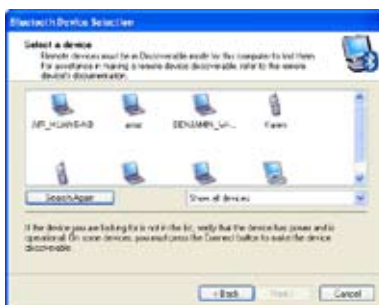 Bluetooth Device Selection
Select a device
Remote devices must be in Discoverable mode for this computer to find them.
For assistance in making a remote device discoverable, refer to the remote
device's documentation.
Karen
Search Again
Show all devices
If the device you are looking for is not in the list, verify that the device has power and is
operational. On some devices, you must press the Connect button to make the device
discoverable.
< Back
Next >
Cancel